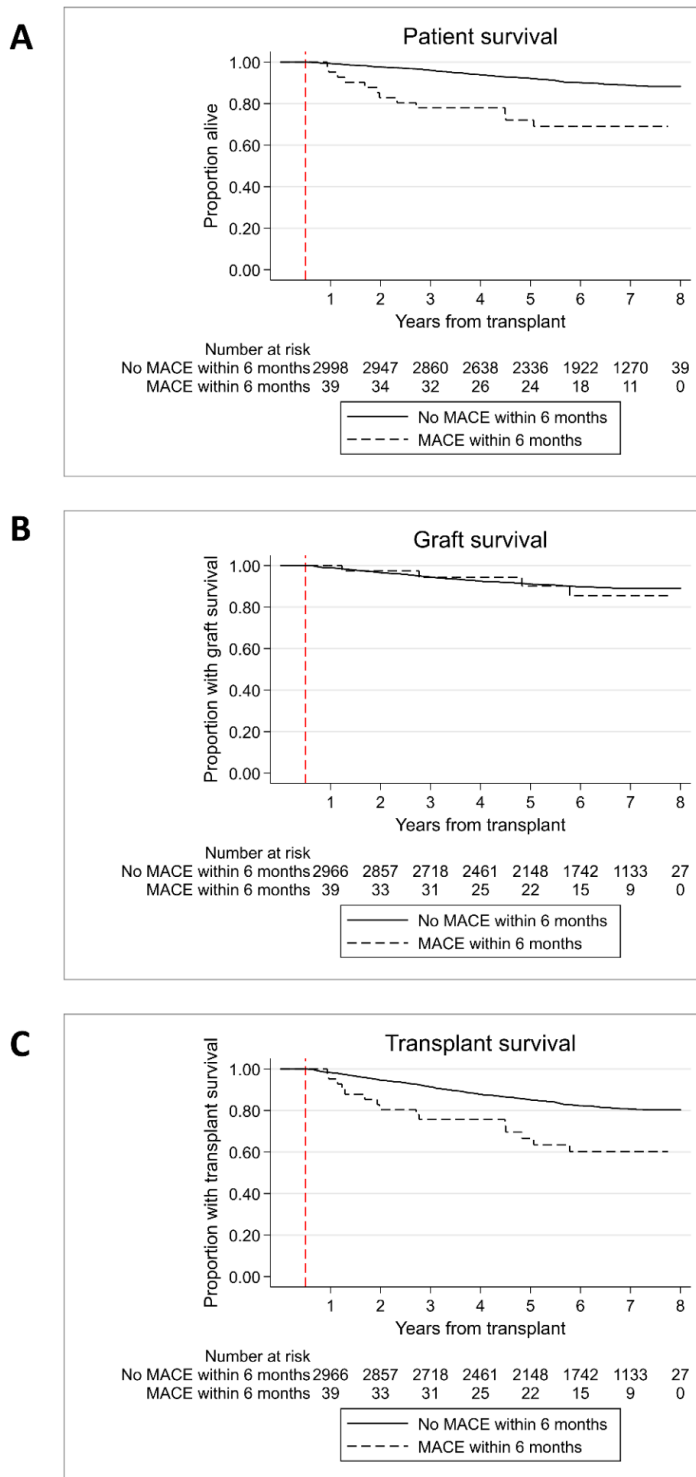 A
Patient survival
Proportion alive
1.00
0.80
0.60
0.40
0.20
0.00
1 2 3 4 5 6 7 8
Years from transplant
Number at risk
No MACE within 6 months 2998 2947 2860 2638 2336 1922 1270 39
MACE within 6 months 39 34 32 26 24 18 11 0
No MACE within 6 months
MACE within 6 months
B
Graft survival
Proportion with graft survival
1.00
0.80
0.60
0.40
0.20
0.00
1 2 3 4 5 6 7 8
Years from transplant
Number at risk
No MACE within 6 months 2966 2857 2718 2461 2148 1742 1133 27
MACE within 6 months 39 33 31 25 22 15 9 0
No MACE within 6 months
MACE within 6 months
C
Transplant survival
Proportion with transplant survival
1.00
0.80
0.60
0.40
0.20
0.00
1 2 3 4 5 6 7 8
Years from transplant
Number at risk
No MACE within 6 months 2966 2857 2718 2461 2148 1742 1133 27
MACE within 6 months 39 33 31 25 22 15 9 0
No MACE within 6 months
MACE within 6 months